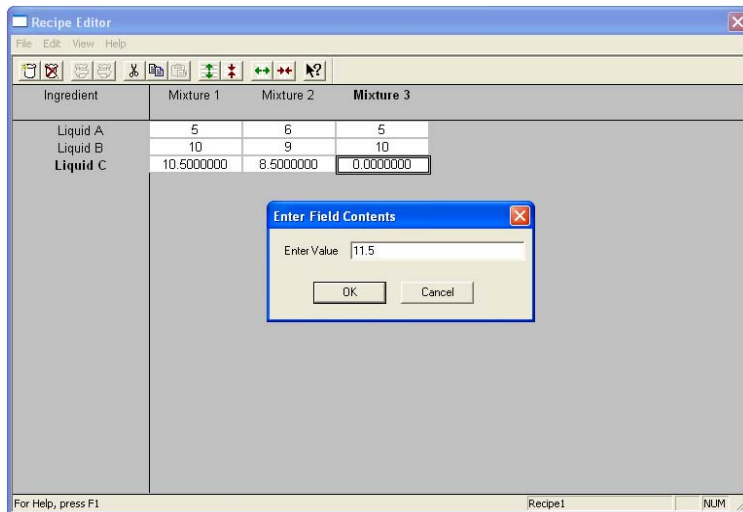 Recipe Editor
File Edit View Help
Ingredient Mixture 1 Mixture 2 Mixture 3
Liquid A 5 6 5
Liquid B 10 9 10
Liquid C 10.5000000 8.5000000 0.0000000
Enter Field Contents
Enter Value 11.5
OK Cancel
For Help, press F1 Recipe1 NUM